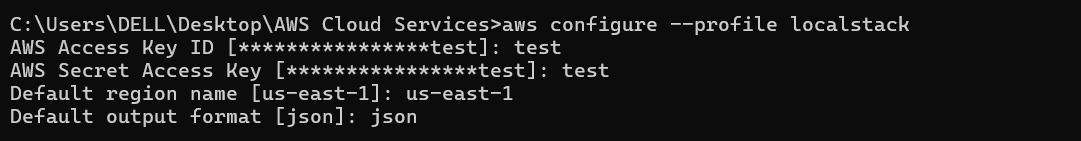 C:\Users\DELL\Desktop\AWS Cloud Services>aws configure --profile localstack
AWS Access Key ID [****************test]: test
AWS Secret Access Key [****************test]: test
Default region name [us-east-1]: us-east-1
Default output format [json]: json